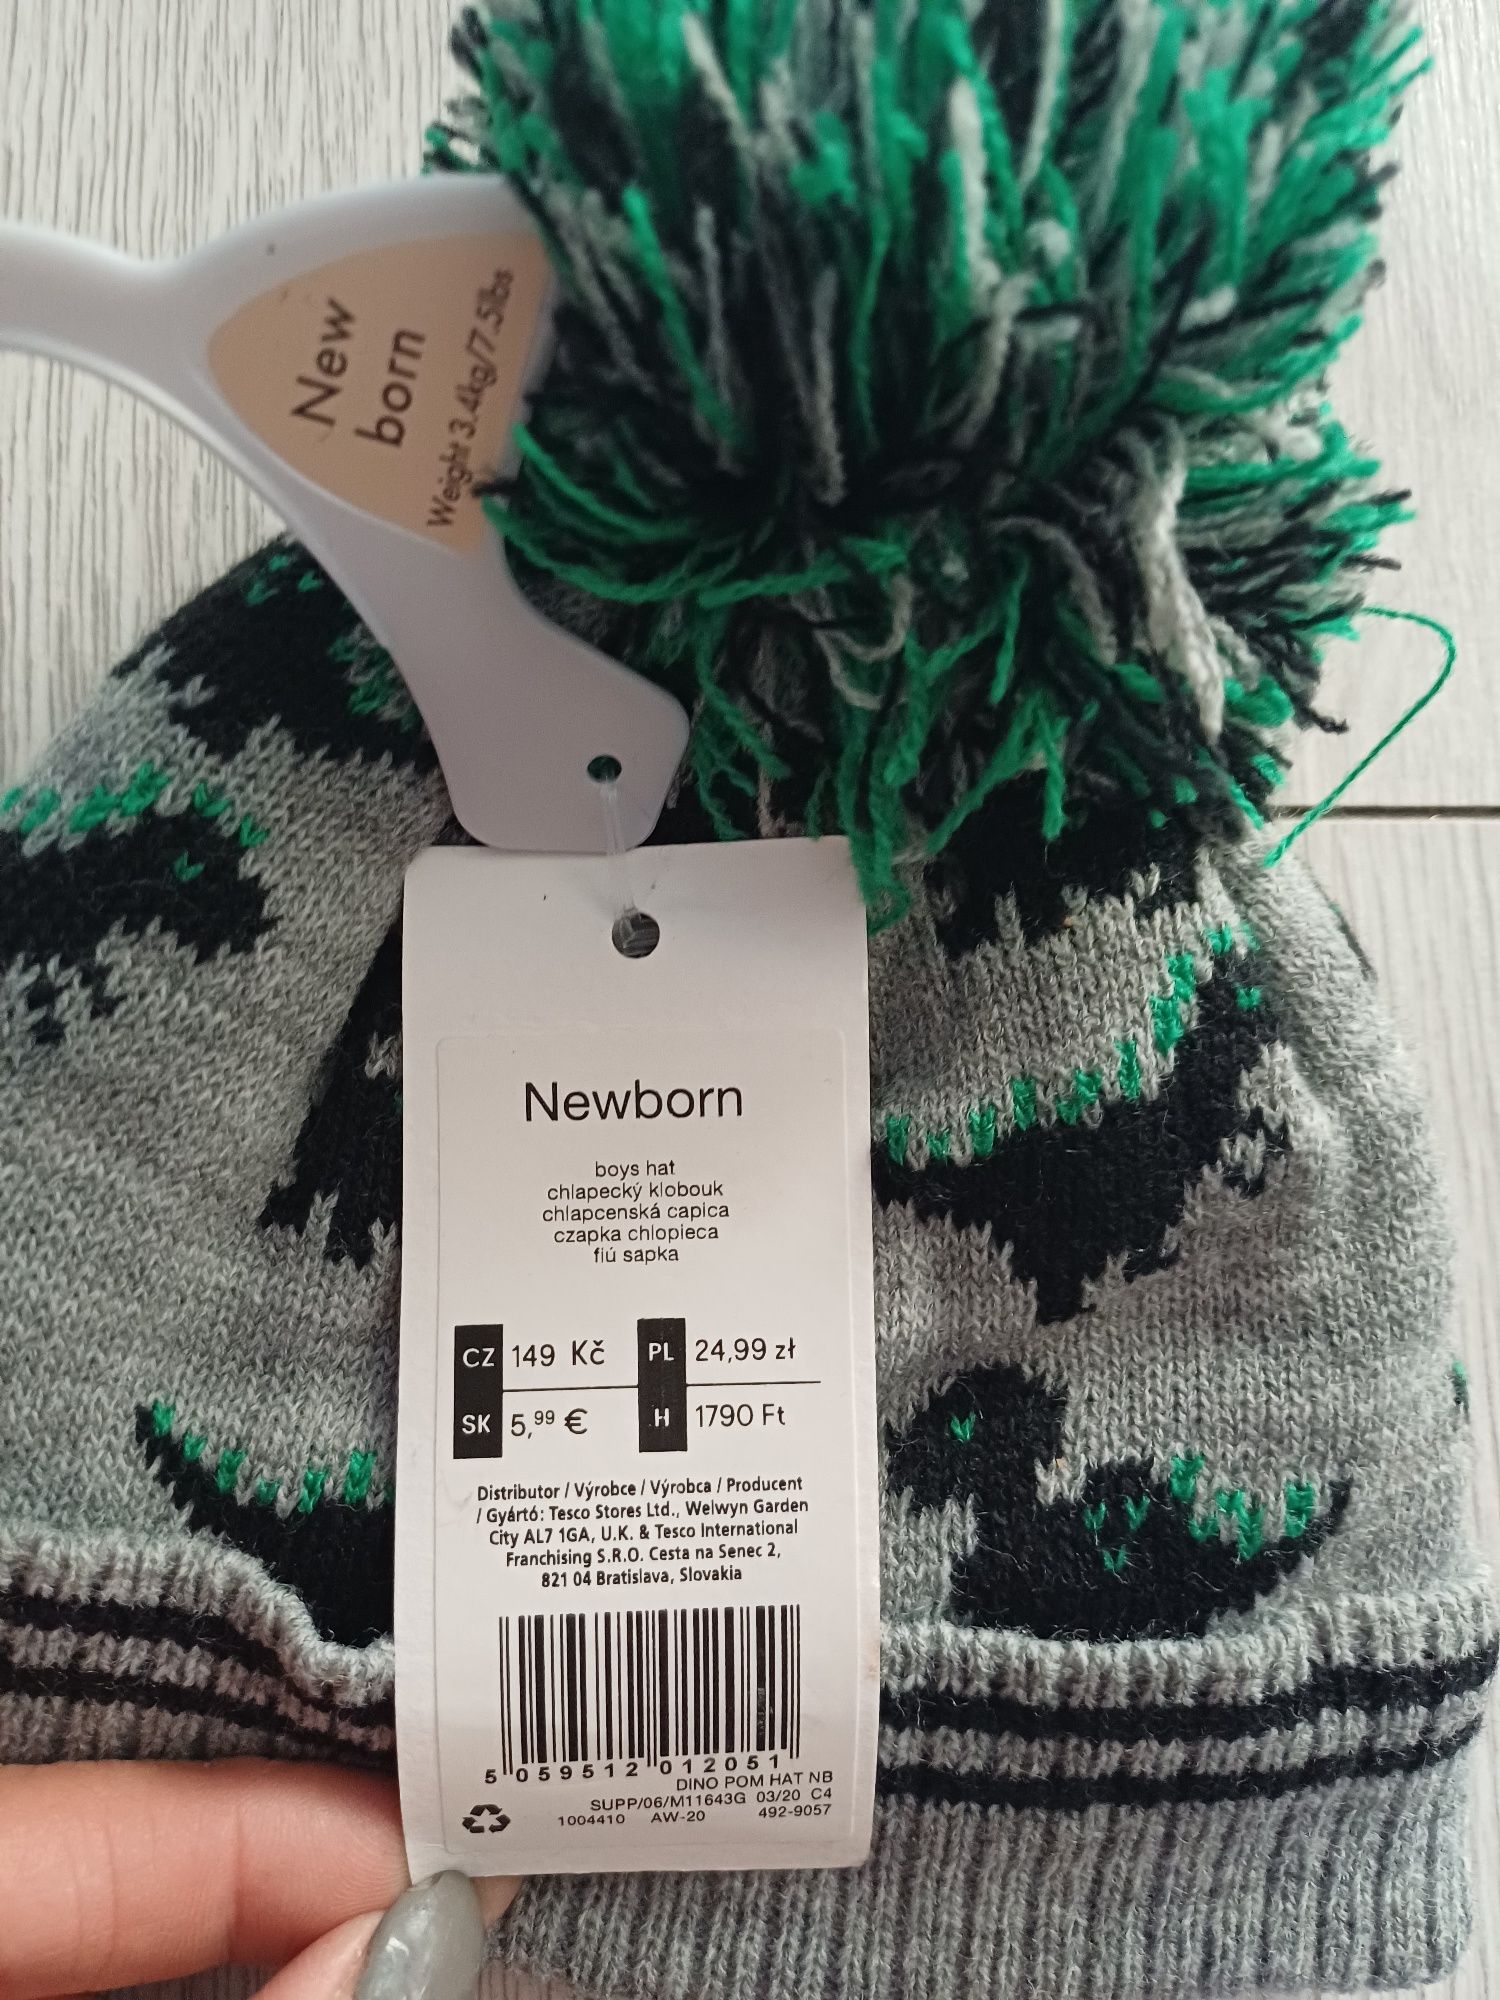 New
born
Weight 3.4kg/7.5lbs
Newborn
boys hat
chlapecký klobouk
chlapcenská capica
czapka chlopieca
fiú sapka
CZ 149 Kč PL 24,99 zł
SK 5,99 € H 1790 Ft
Distributor / Výrobce / Výrobca / Producent
/ Gyártó: Tesco Stores Ltd., Welwyn Garden
City AL7 1GA, U.K. & Tesco International
Franchising S.R.O. Cesta na Senec 2,
821 04 Bratislava, Slovakia
5 059512 012051
DINO POM HAT NB
SUPP/06/M11643G 03/20 C4
1004410 AW-20 492-9057